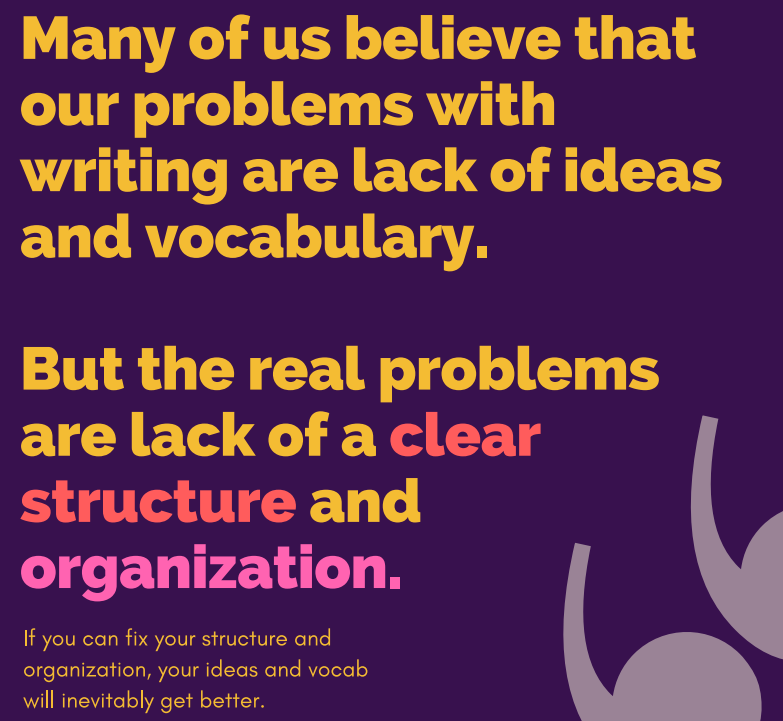 Many of us believe that
our problems with
writing are lack of ideas
and vocabulary.
But the real problems
are lack of a clear
structure and
organization.
If you can fix your structure and
organization, your ideas and vocab
will inevitably get better.